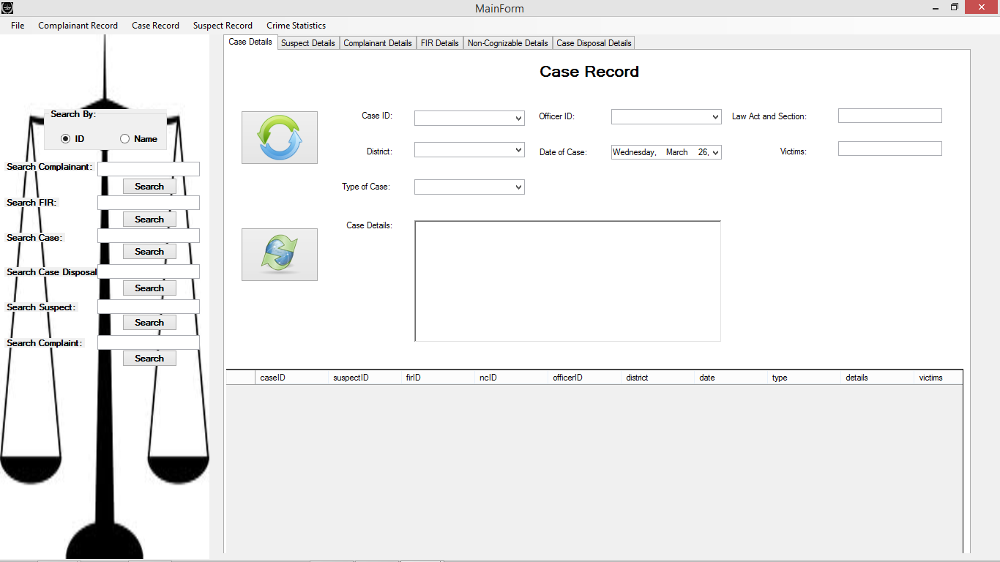 MainForm
File Complainant Record Case Record Suspect Record Crime Statistics
Case Details Suspect Details Complainant Details FIR Details Non-Cognizable Details Case Disposal Details
Search By:
ID Name
Search Complainant:
Search
Search FIR:
Search
Search Case:
Search
Search Case Disposal
Search
Search Suspect:
Search
Search Complaint:
Search
Case Record
Case ID: Officer ID: Law Act and Section:
District: Date of Case: Wednesday, March 26, Victims:
Type of Case:
Case Details:
caseID suspectID firID ncID officerID district date type details victims